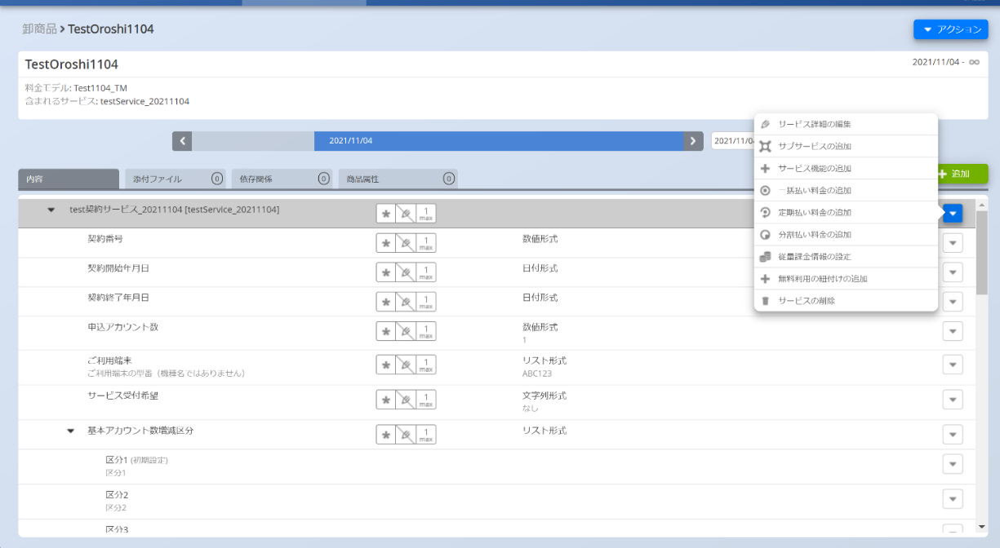 卸商品 > TestOroshi1104
アクション
TestOroshi1104
2021/11/04 - ∞
料金モデル: Test1104_TM
含まれるサービス: testService_20211104
2021/11/04
2021/11/04
内容
添付ファイル 0
依存関係 0
商品属性 0
+ 追加
サービス詳細の編集
サブサービスの追加
サービス機能の追加
一括払い料金の追加
定期払い料金の追加
分割払い料金の追加
従量課金情報の設定
無料利用の紐付けの追加
サービスの削除
test契約サービス_20211104 [testService_20211104] * 1 max
契約番号 * 1 max 数値形式
契約開始年月日 * 1 max 日付形式
契約終了年月日 * 1 max 日付形式
申込アカウント数 * 1 max 数値形式
1
ご利用端末 * 1 max リスト形式
ご利用端末の型番（機種名ではありません） ABC123
サービス受付希望 * 1 max 文字列形式
なし
基本アカウント数増減区分 * 1 max リスト形式
区分1 (初期設定)
区分1
区分2
区分2
区分3